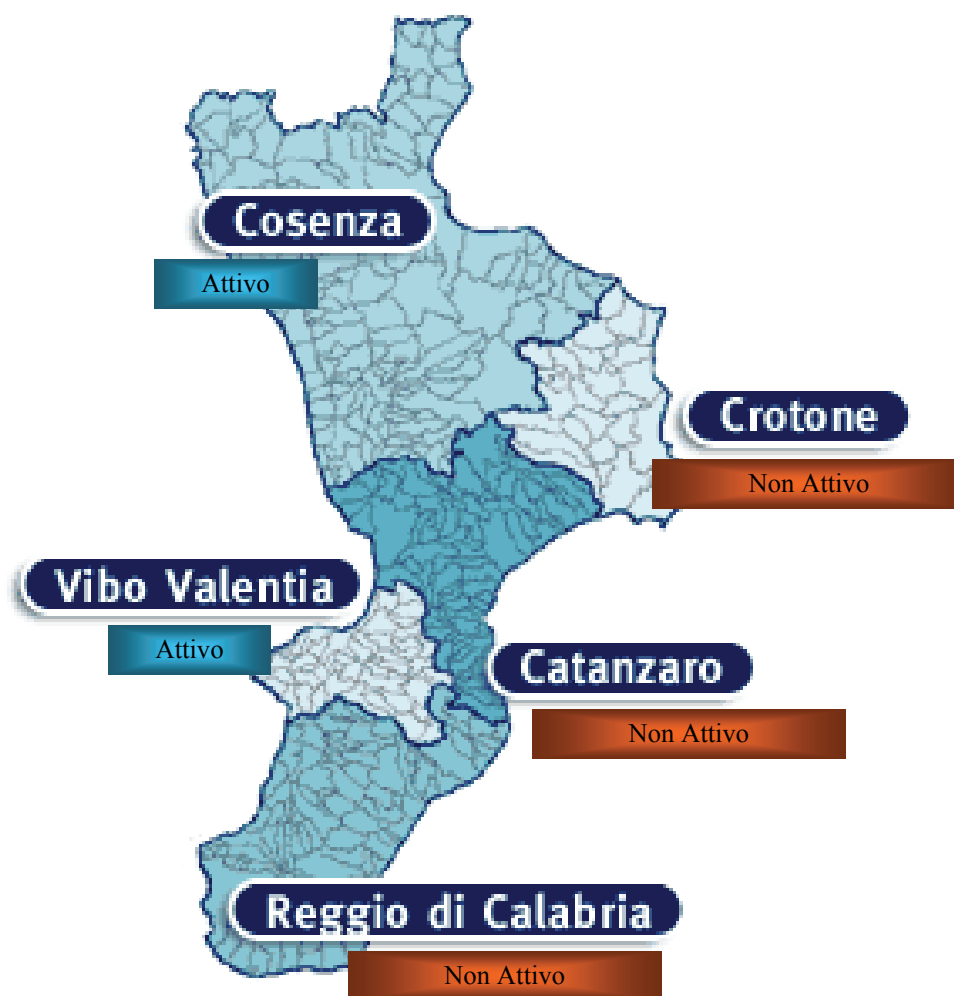 Cosenza
Attivo
Crotone
Non Attivo
Vibo Valentia
Attivo
Catanzaro
Non Attivo
Reggio di Calabria
Non Attivo